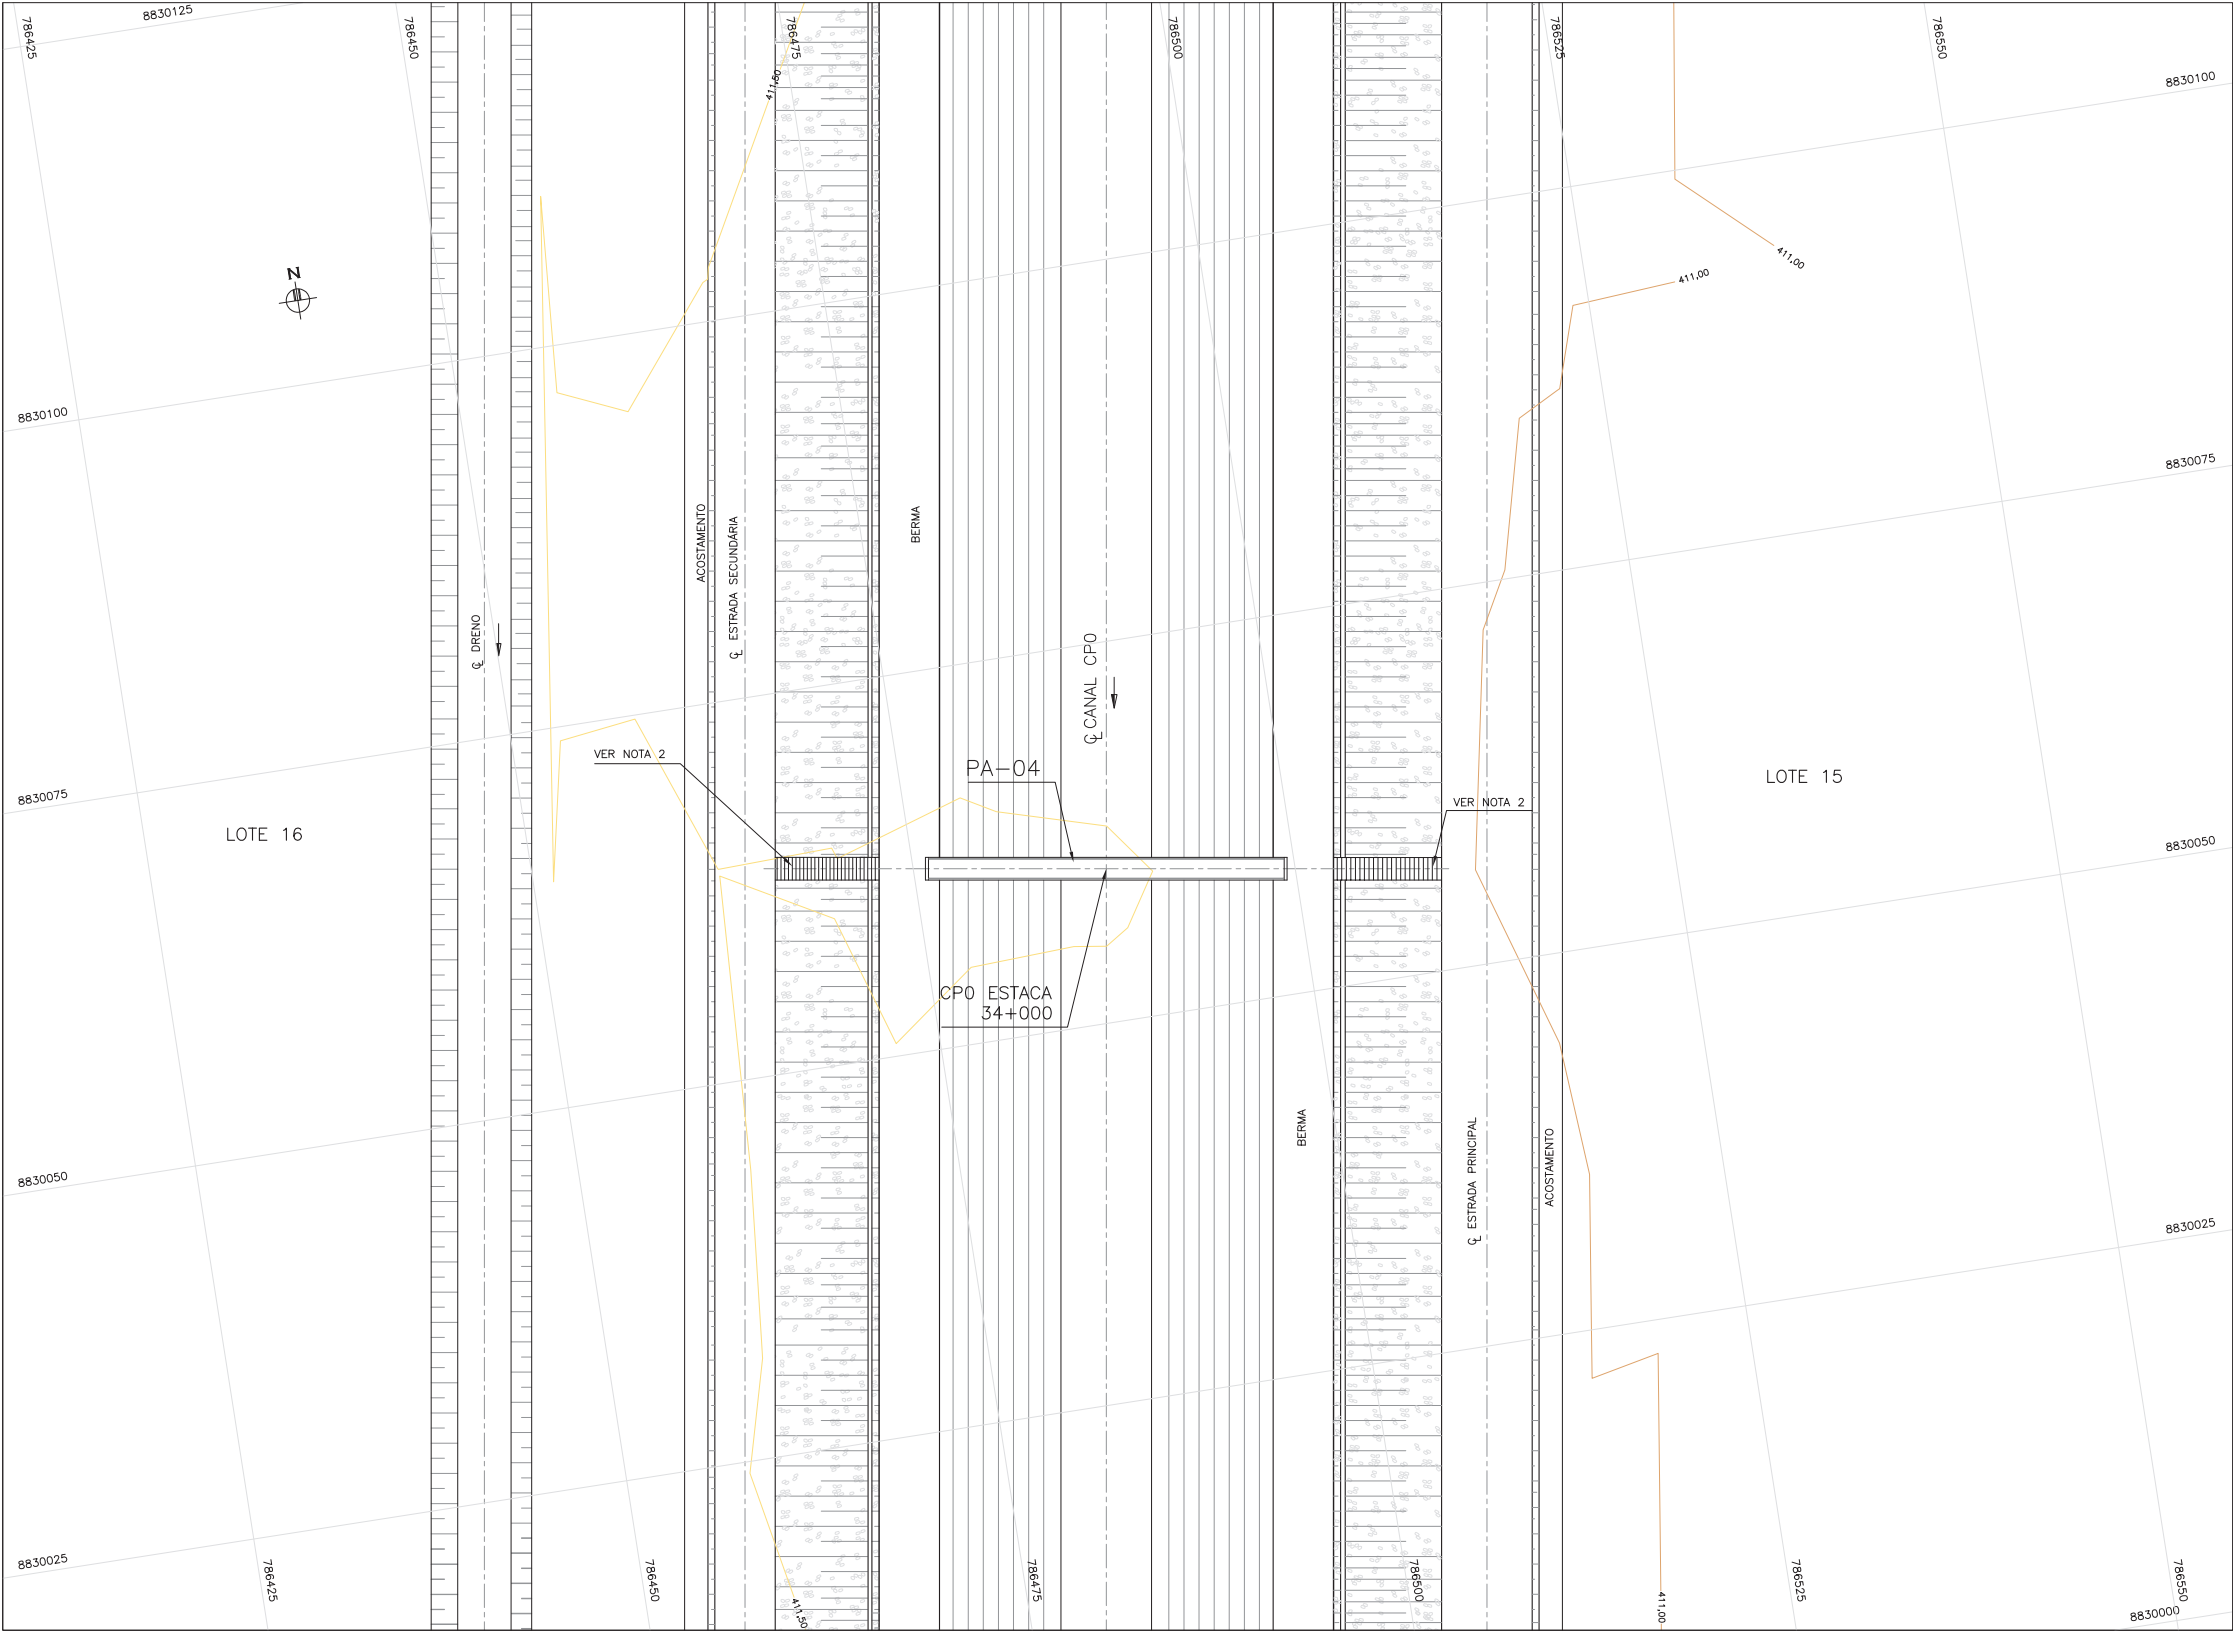 8830125
786425
786450
786475
786500
786525
786550
8830100
411,50
N
411,00
411,00
8830100
8830075
ACOSTAMENTO
℄ ESTRADA SECUNDÁRIA
BERMA
℄ DRENO
℄ CANAL CP0
VER NOTA 2
PA-04
LOTE 15
8830075
VER NOTA 2
LOTE 16
8830050
CP0 ESTACA
34+000
BERMA
℄ ESTRADA PRINCIPAL
ACOSTAMENTO
8830050
8830025
8830025
786425
786450
411,50
786475
786500
411,00
786525
786550
8830000